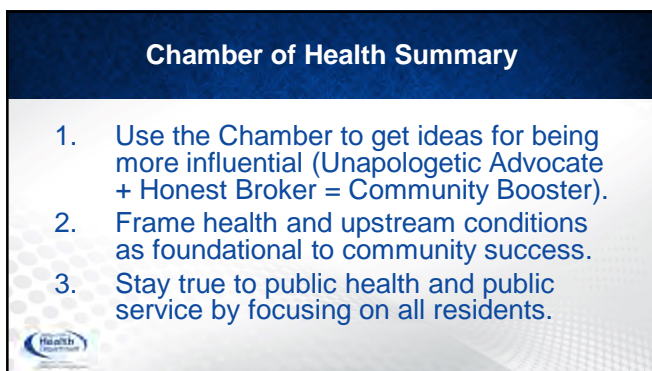 Chamber of Health Summary
1. Use the Chamber to get ideas for being
more influential (Unapologetic Advocate
+ Honest Broker = Community Booster).
2. Frame health and upstream conditions
as foundational to community success.
3. Stay true to public health and public
service by focusing on all residents.
Health